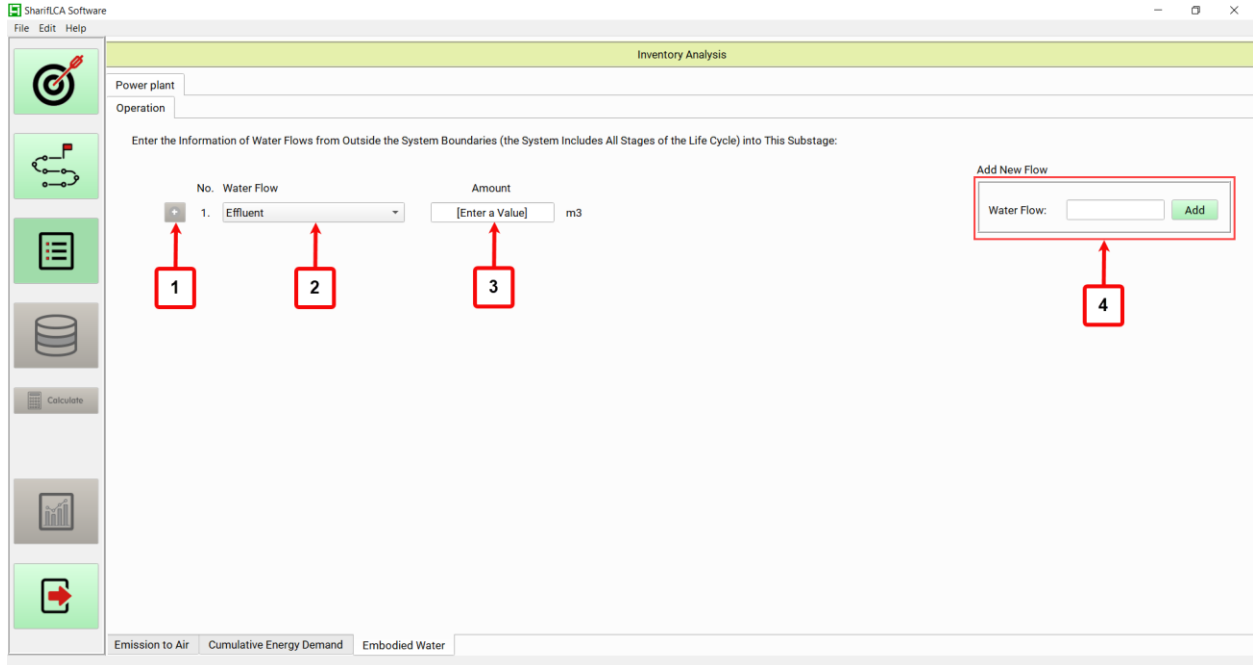 SharifLCA Software
File Edit Help
Inventory Analysis
Power plant
Operation
Enter the Information of Water Flows from Outside the System Boundaries (the System Includes All Stages of the Life Cycle) into This Substage:
Add New Flow
No. Water Flow Amount
Water Flow: Add
+ 1. Effluent [Enter a Value] m3
1
2
3
4
Calculate
Emission to Air Cumulative Energy Demand Embodied Water